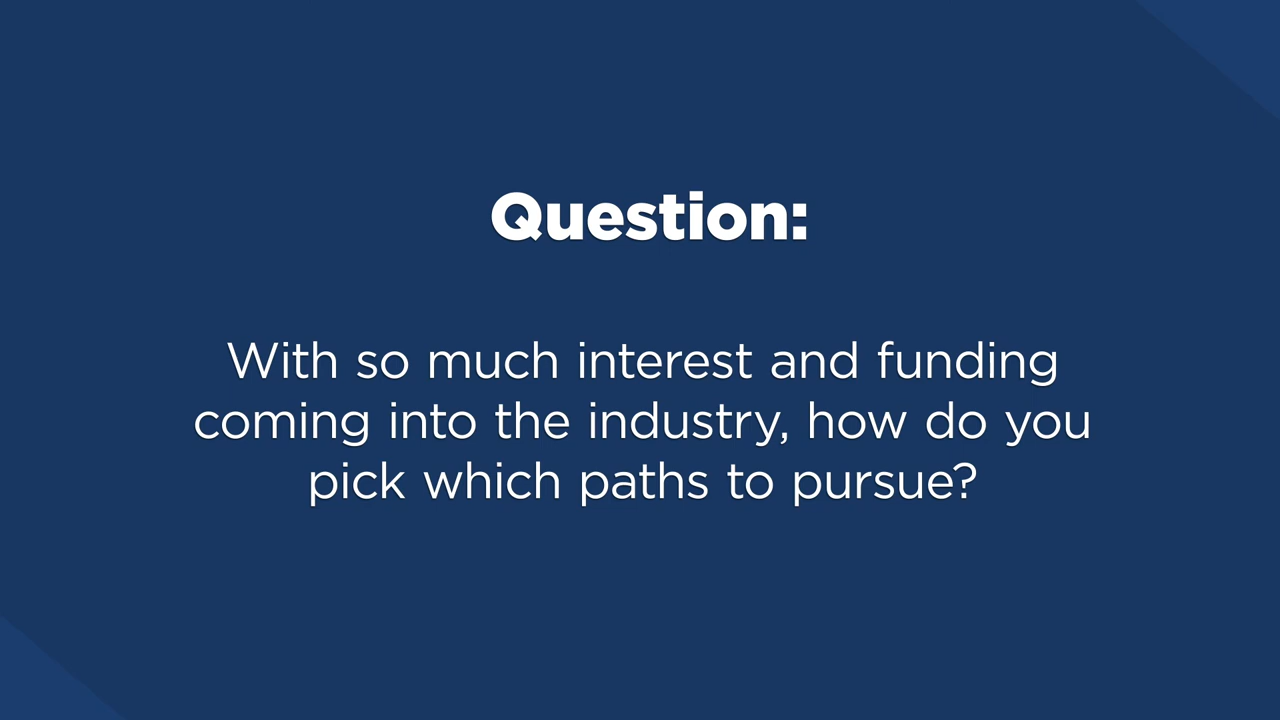 Question:
With so much interest and funding
coming into the industry, how do you
pick which paths to pursue?